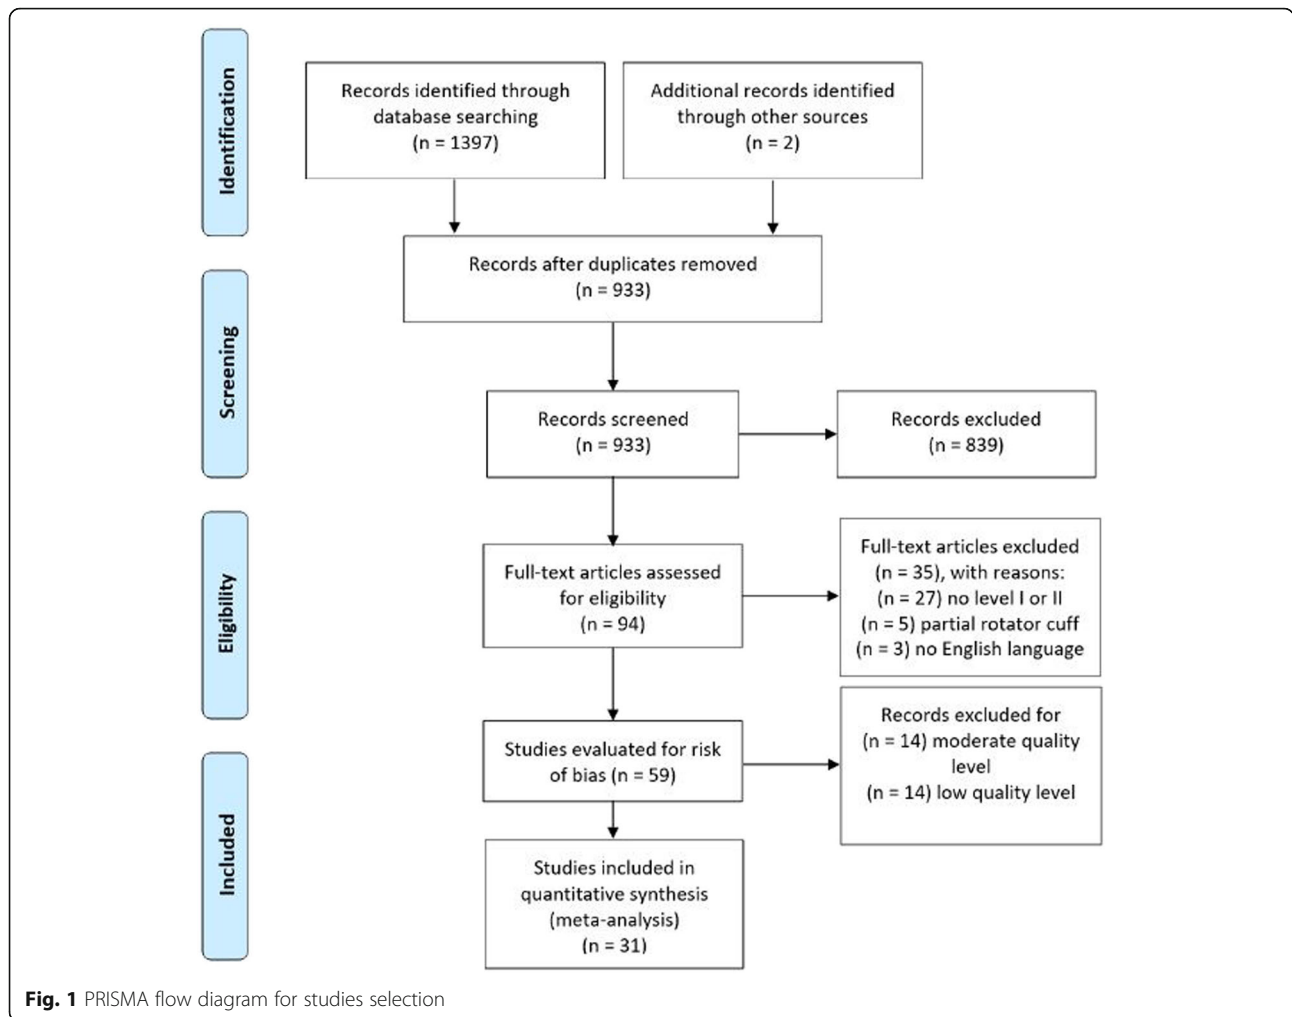 Identification
Records identified through
database searching
(n = 1397)
Additional records identified
through other sources
(n = 2)
Records after duplicates removed
(n = 933)
Screening
Records screened
(n = 933)
Records excluded
(n = 839)
Eligibility
Full-text articles assessed
for eligibility
(n = 94)
Full-text articles excluded
(n = 35), with reasons:
(n = 27) no level I or II
(n = 5) partial rotator cuff
(n = 3) no English language
Studies evaluated for risk
of bias (n = 59)
Records excluded for
(n = 14) moderate quality
level
(n = 14) low quality level
Included
Studies included in
quantitative synthesis
(meta-analysis)
(n = 31)
Fig. 1 PRISMA flow diagram for studies selection